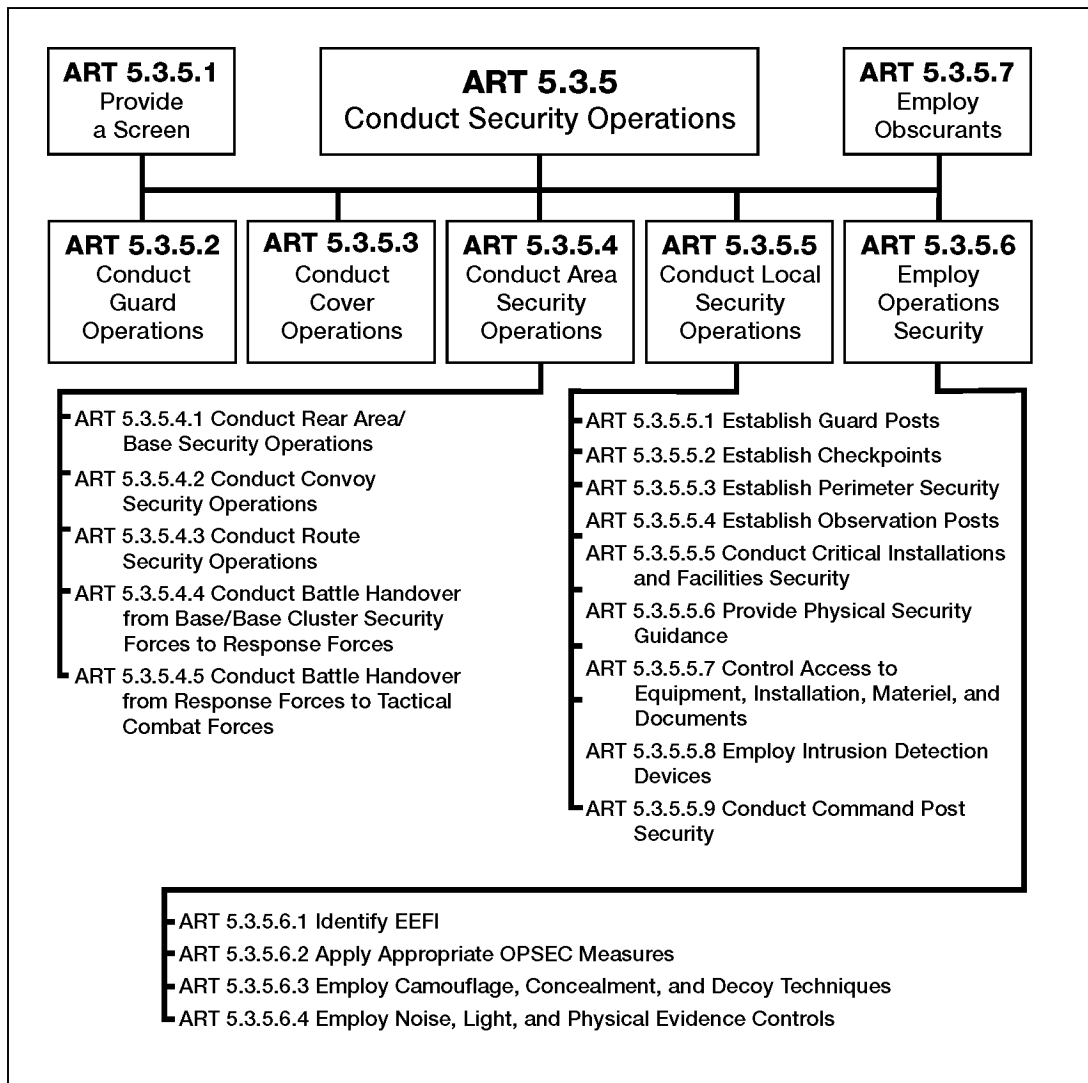 ART 5.3.5.1
Provide
a Screen
ART 5.3.5
Conduct Security Operations
ART 5.3.5.7
Employ
Obscurants
ART 5.3.5.2
Conduct
Guard
Operations
ART 5.3.5.3
Conduct
Cover
Operations
ART 5.3.5.4
Conduct Area
Security
Operations
ART 5.3.5.5
Conduct Local
Security
Operations
ART 5.3.5.6
Employ
Operations
Security
ART 5.3.5.4.1 Conduct Rear Area/
Base Security Operations
ART 5.3.5.4.2 Conduct Convoy
Security Operations
ART 5.3.5.4.3 Conduct Route
Security Operations
ART 5.3.5.4.4 Conduct Battle Handover
from Base/Base Cluster Security
Forces to Response Forces
ART 5.3.5.4.5 Conduct Battle Handover
from Response Forces to Tactical
Combat Forces
ART 5.3.5.5.1 Establish Guard Posts
ART 5.3.5.5.2 Establish Checkpoints
ART 5.3.5.5.3 Establish Perimeter Security
ART 5.3.5.5.4 Establish Observation Posts
ART 5.3.5.5.5 Conduct Critical Installations
and Facilities Security
ART 5.3.5.5.6 Provide Physical Security
Guidance
ART 5.3.5.5.7 Control Access to
Equipment, Installation, Materiel, and
Documents
ART 5.3.5.5.8 Employ Intrusion Detection
Devices
ART 5.3.5.5.9 Conduct Command Post
Security
ART 5.3.5.6.1 Identify EEFI
ART 5.3.5.6.2 Apply Appropriate OPSEC Measures
ART 5.3.5.6.3 Employ Camouflage, Concealment, and Decoy Techniques
ART 5.3.5.6.4 Employ Noise, Light, and Physical Evidence Controls